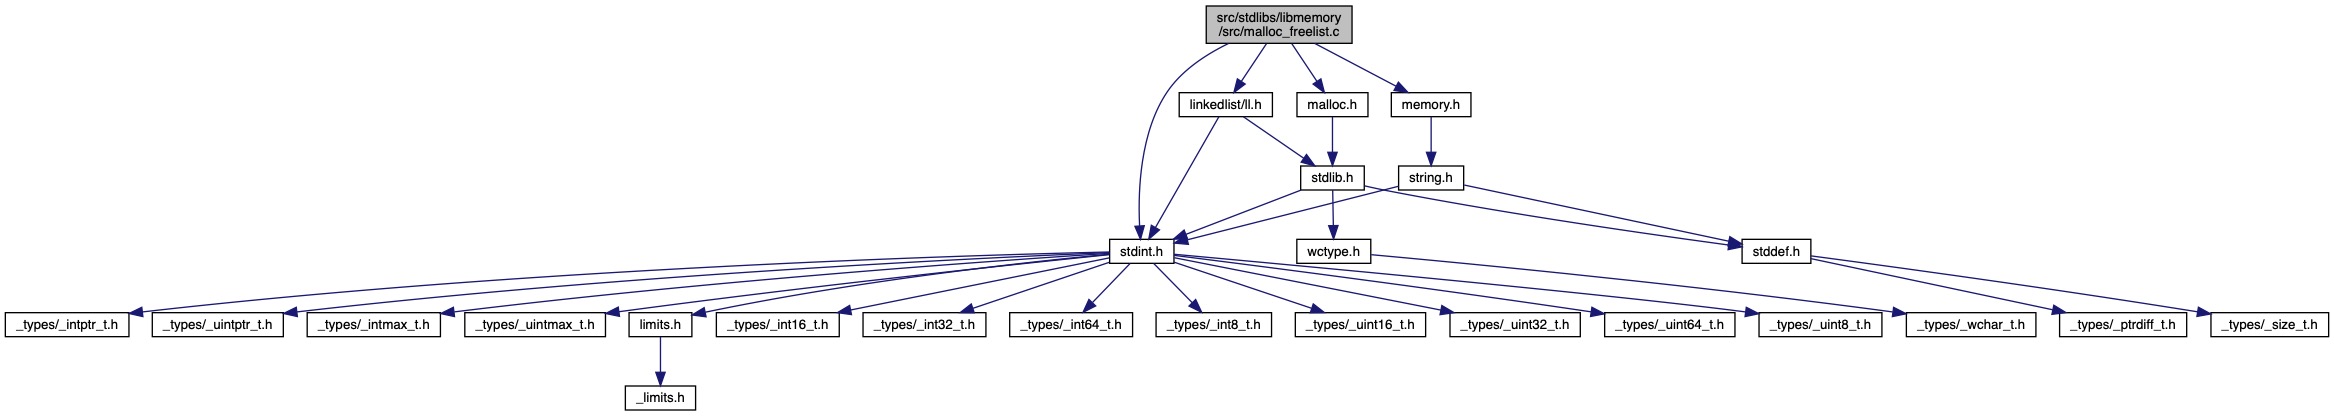 src/stdlibs/libmemory
/src/malloc_freelist.c
linkedlist/ll.h
malloc.h
memory.h
stdlib.h
string.h
stdint.h
wctype.h
stddef.h
_types/_intptr_t.h
_types/_uintptr_t.h
_types/_intmax_t.h
_types/_uintmax_t.h
limits.h
_types/_int16_t.h
_types/_int32_t.h
_types/_int64_t.h
_types/_int8_t.h
_types/_uint16_t.h
_types/_uint32_t.h
_types/_uint64_t.h
_types/_uint8_t.h
_types/_wchar_t.h
_types/_ptrdiff_t.h
_types/_size_t.h
_limits.h